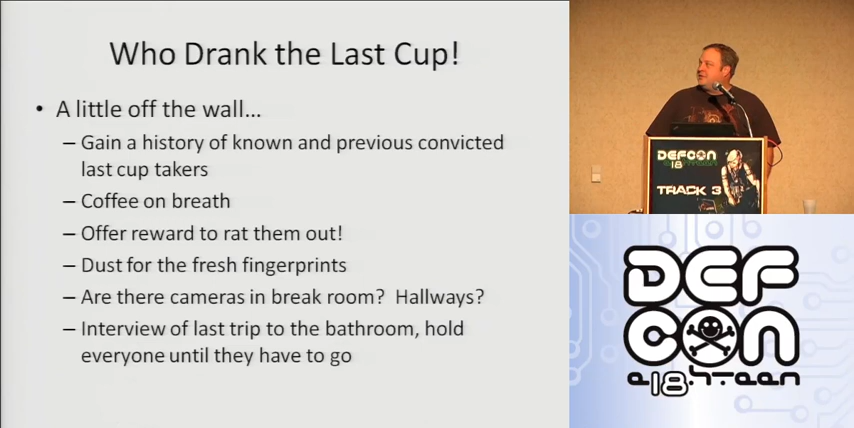 Who Drank the Last Cup!
• A little off the wall…
– Gain a history of known and previous convicted
last cup takers
– Coffee on breath
– Offer reward to rat them out!
– Dust for the fresh fingerprints
– Are there cameras in break room?  Hallways?
– Interview of last trip to the bathroom, hold
everyone until they have to go
DEFCON
18
TRACK 3
DEF
CON
e18hteen